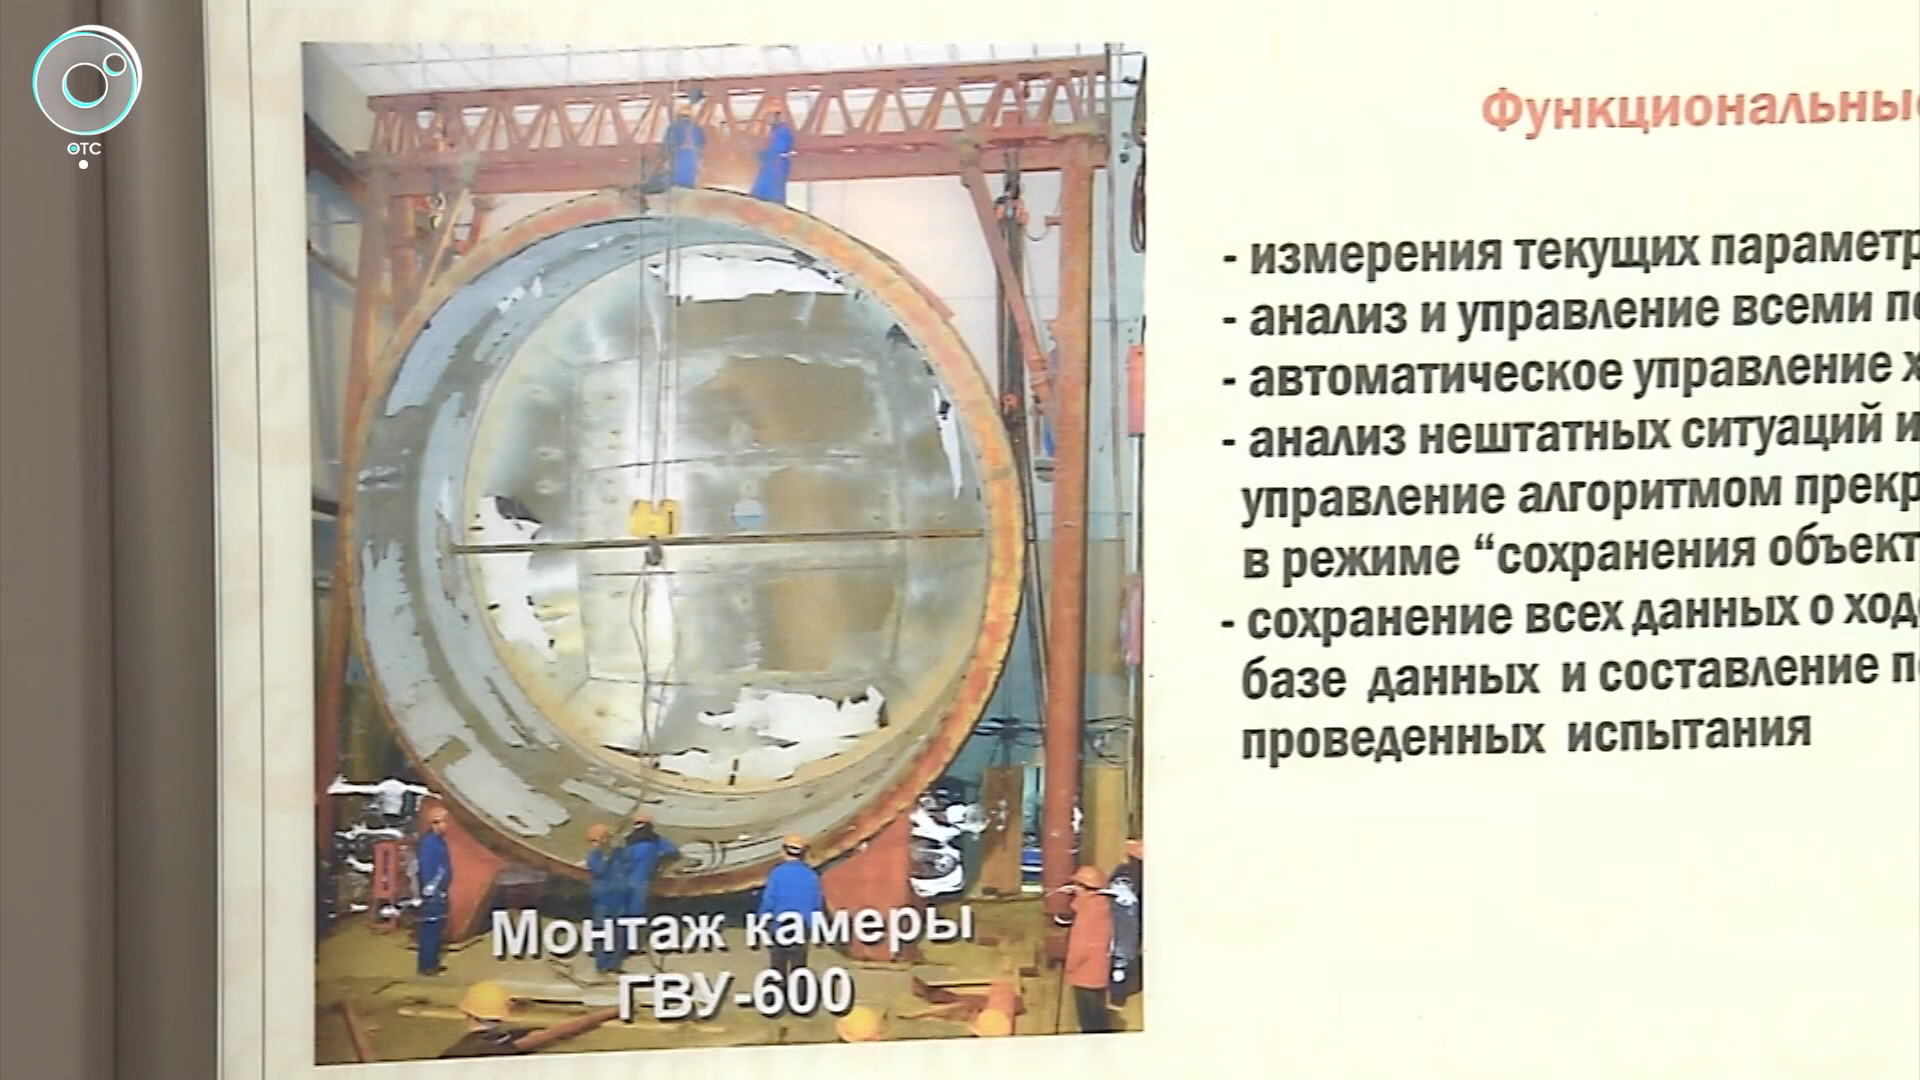 ОТС
Функциональны
- измерения текущих параметр
- анализ и управление всеми
- автоматическое управление
- анализ нештатных ситуаций и
управление алгоритмом прекр
в режиме “сохранения объект
- сохранение всех данных о ход
базе данных и составление
проведенных испытания
Монтаж камеры
ГВУ-600